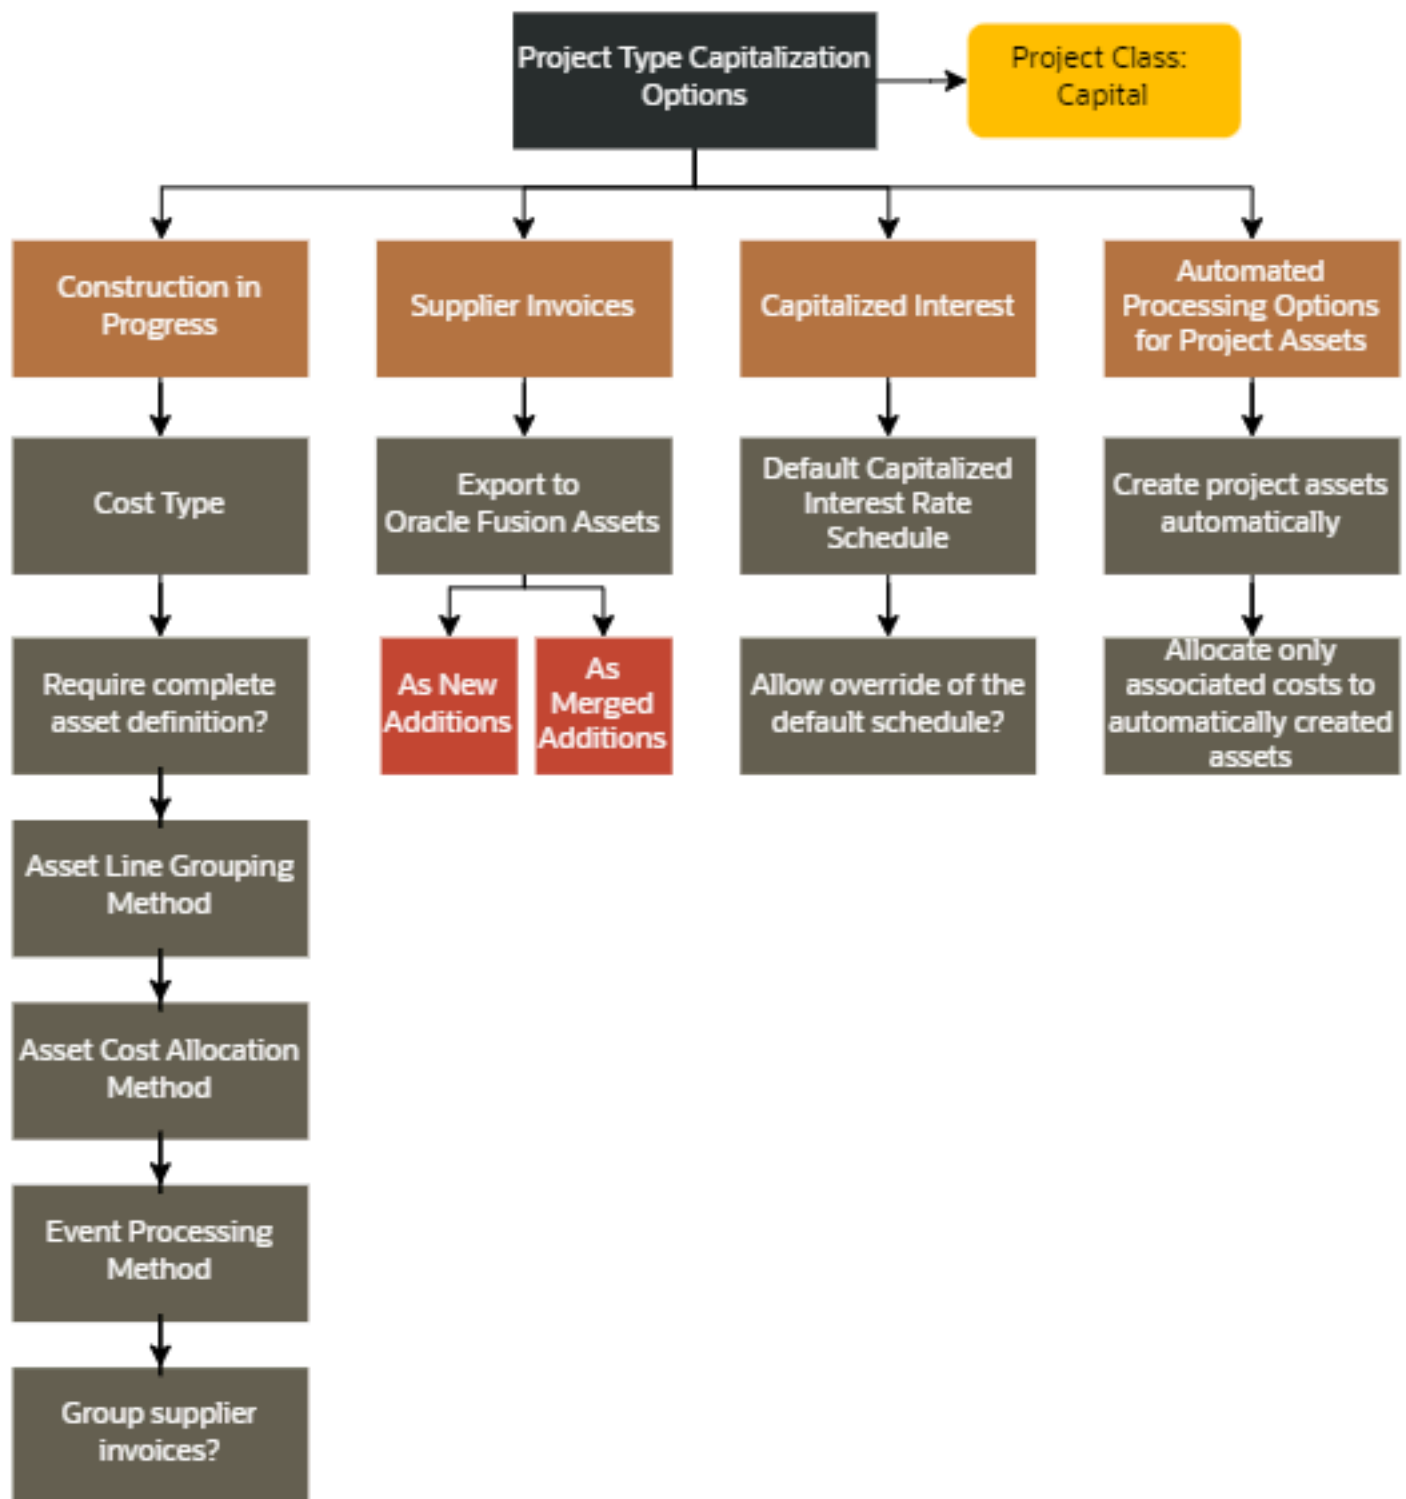 Project Type Capitalization
Options
Project Class:
Capital
Construction in
Progress
Supplier Invoices
Capitalized Interest
Automated
Processing Options
for Project Assets
Cost Type
Export to
Oracle Fusion Assets
Default Capitalized
Interest Rate
Schedule
Create project assets
automatically
Require complete
asset definition?
As New
Additions
As
Merged
Additions
Allow override of the
default schedule?
Allocate only
associated costs to
automatically created
assets
Asset Line Grouping
Method
Asset Cost Allocation
Method
Event Processing
Method
Group supplier
invoices?